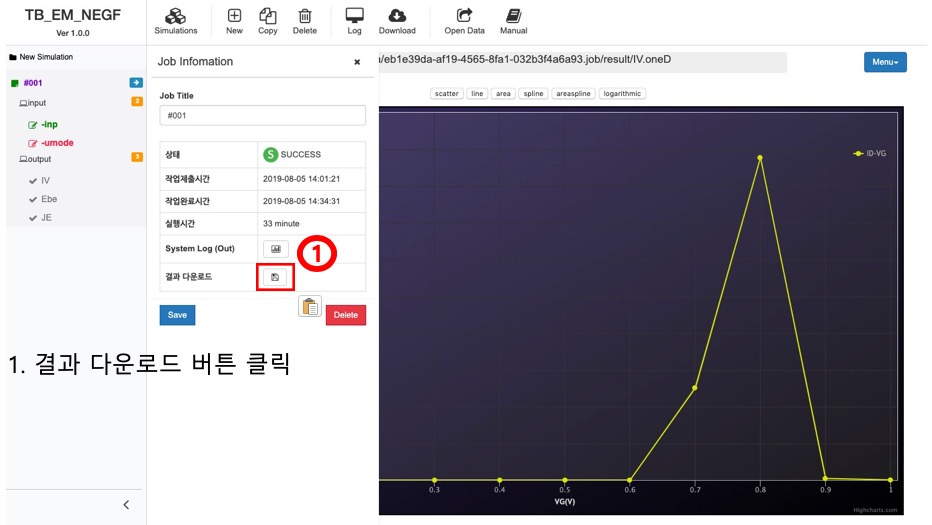 TB_EM_NEGF
Ver 1.0.0
Simulations
New
Copy
Delete
Log
Download
Open Data
Manual
New Simulation
#001
input
2
-inp
-umode
output
3
IV
Ebe
JE
Job Infomation
×
Job Title
#001
상태
S SUCCESS
작업제출시간
2019-08-05 14:01:21
작업완료시간
2019-08-05 14:34:31
실행시간
33 minute
System Log (Out)
1
결과 다운로드
Save
Delete
1. 결과 다운로드 버튼 클릭
/eb1e39da-af19-4565-8fa1-032b3f4a6a93.job/result/IV.oneD
Menu
scatter line area spline areaspline logarithmic
ID-VG
0.3 0.4 0.5 0.6 0.7 0.8 0.9 1
VG(V)
Highcharts.com